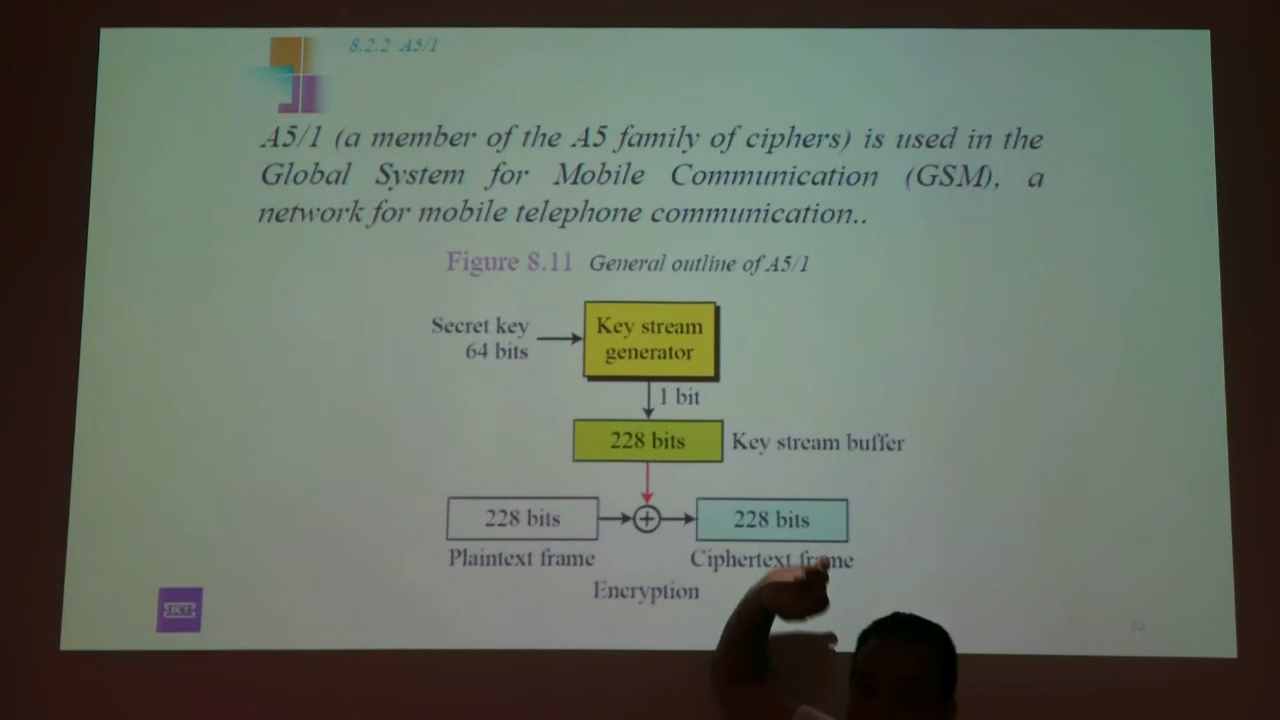 8.2.2 A5/1
A5/1 (a member of the A5 family of ciphers) is used in the
Global System for Mobile Communication (GSM), a
network for mobile telephone communication..
Figure 8.11 General outline of A5/1
Secret key
64 bits
Key stream
generator
1 bit
228 bits
Key stream buffer
228 bits
228 bits
Plaintext frame
Ciphertext frame
Encryption